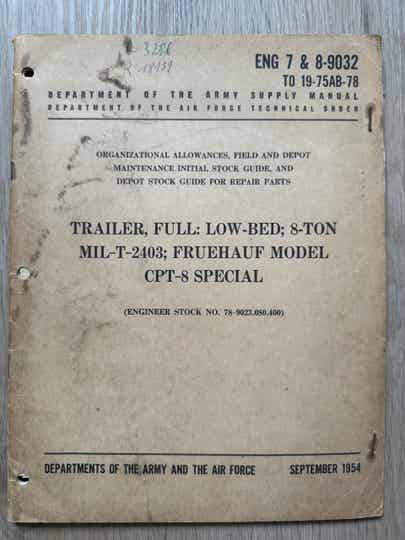 3286
R-14139
ENG 7 & 8-9032
TO 19-75AB-78
DEPARTMENT OF THE ARMY SUPPLY MANUAL
DEPARTMENT OF THE AIR FORCE TECHNICAL ORDER
ORGANIZATIONAL ALLOWANCES, FIELD AND DEPOT
MAINTENANCE INITIAL STOCK GUIDE, AND
DEPOT STOCK GUIDE FOR REPAIR PARTS
TRAILER, FULL: LOW-BED; 8-TON
MIL-T-2403; FRUEHAUF MODEL
CPT-8 SPECIAL
(ENGINEER STOCK NO. 78-9023.080.400)
DEPARTMENTS OF THE ARMY AND THE AIR FORCE SEPTEMBER 1954